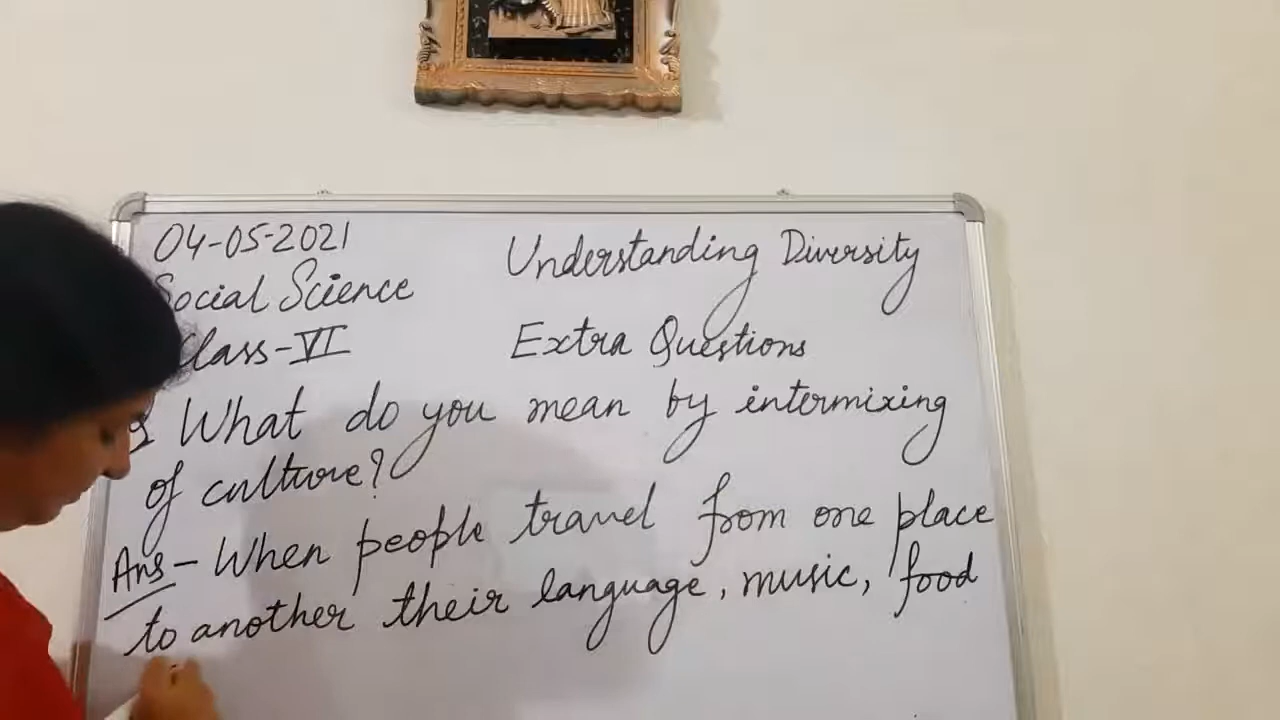 04-05-2021
Understanding Diversity
Social Science
Class-VI
Extra Questions
What do you mean by intermixing
of culture?
Ans- When people travel from one place
to another their language, music, food